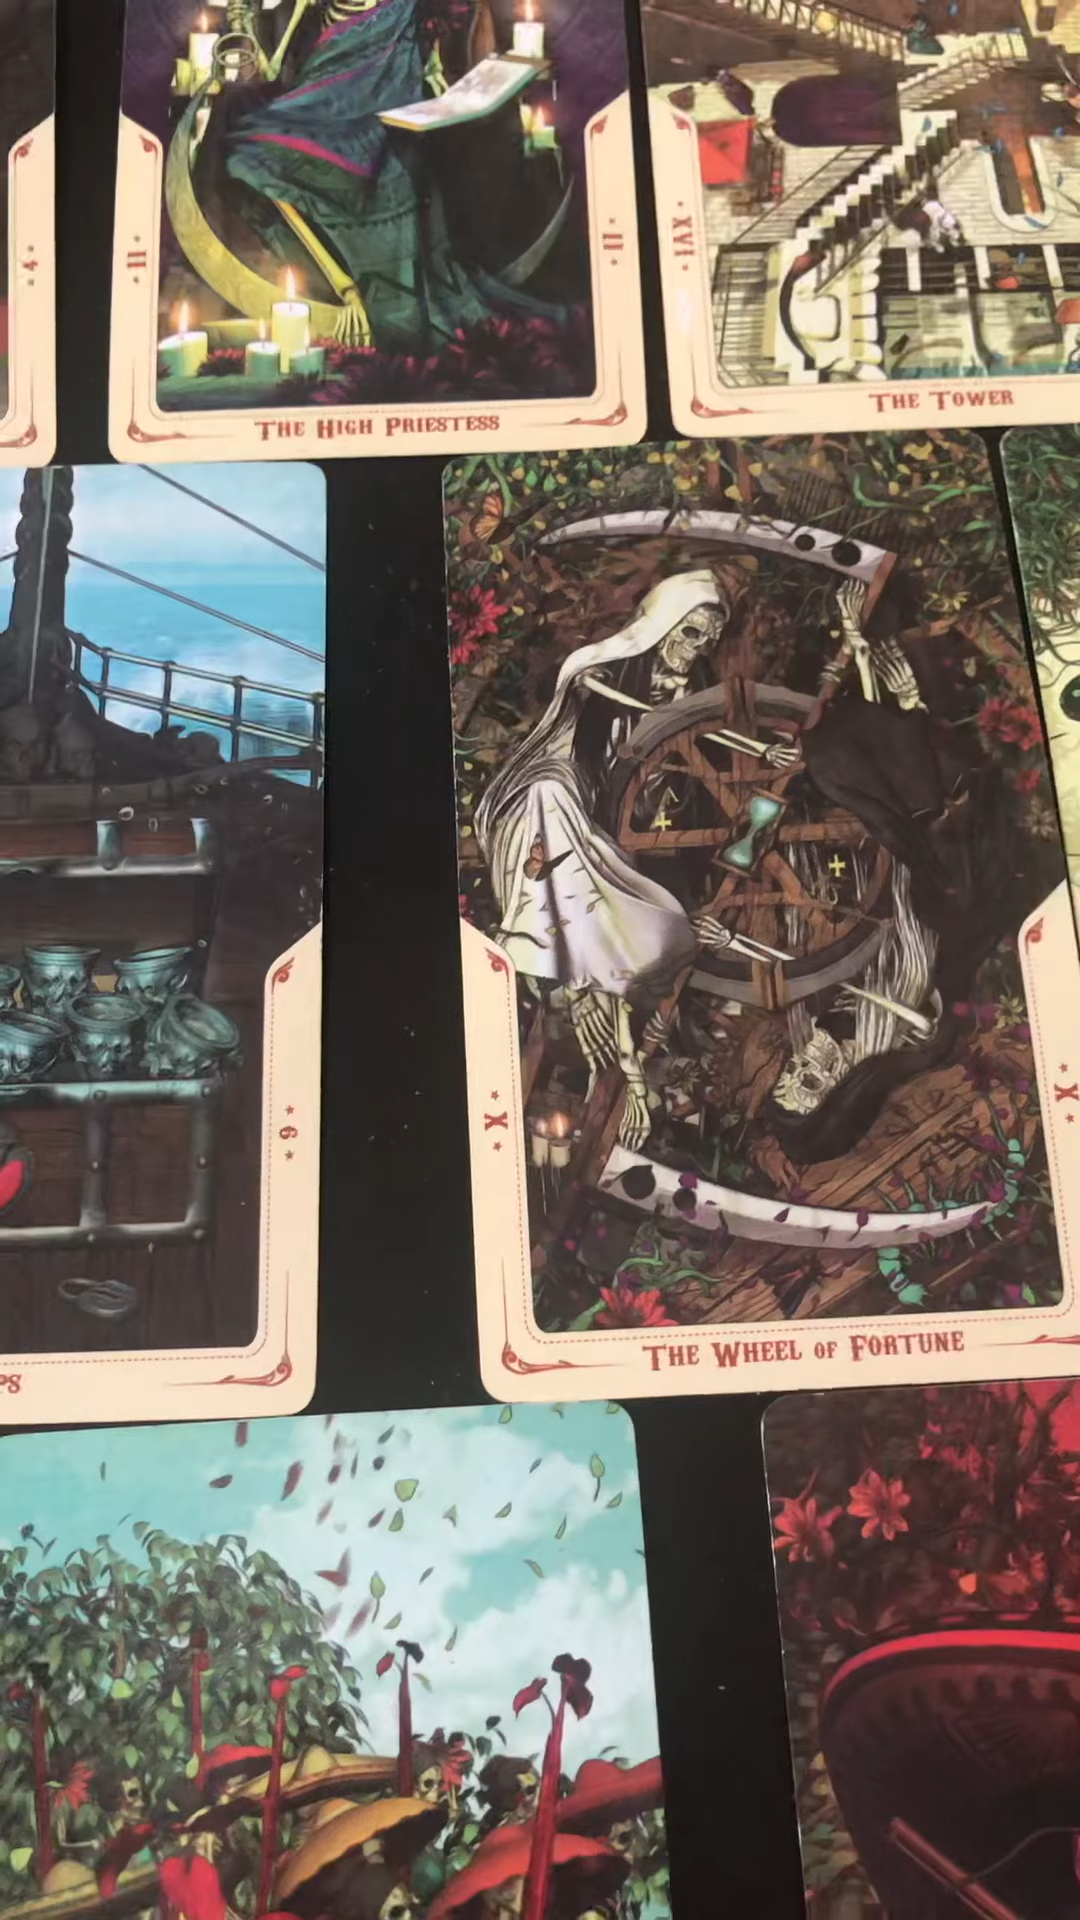 4
II
II
THE HIGH PRIESTESS
XVI
THE TOWER
9
PS
X
X
THE WHEEL OF FORTUNE